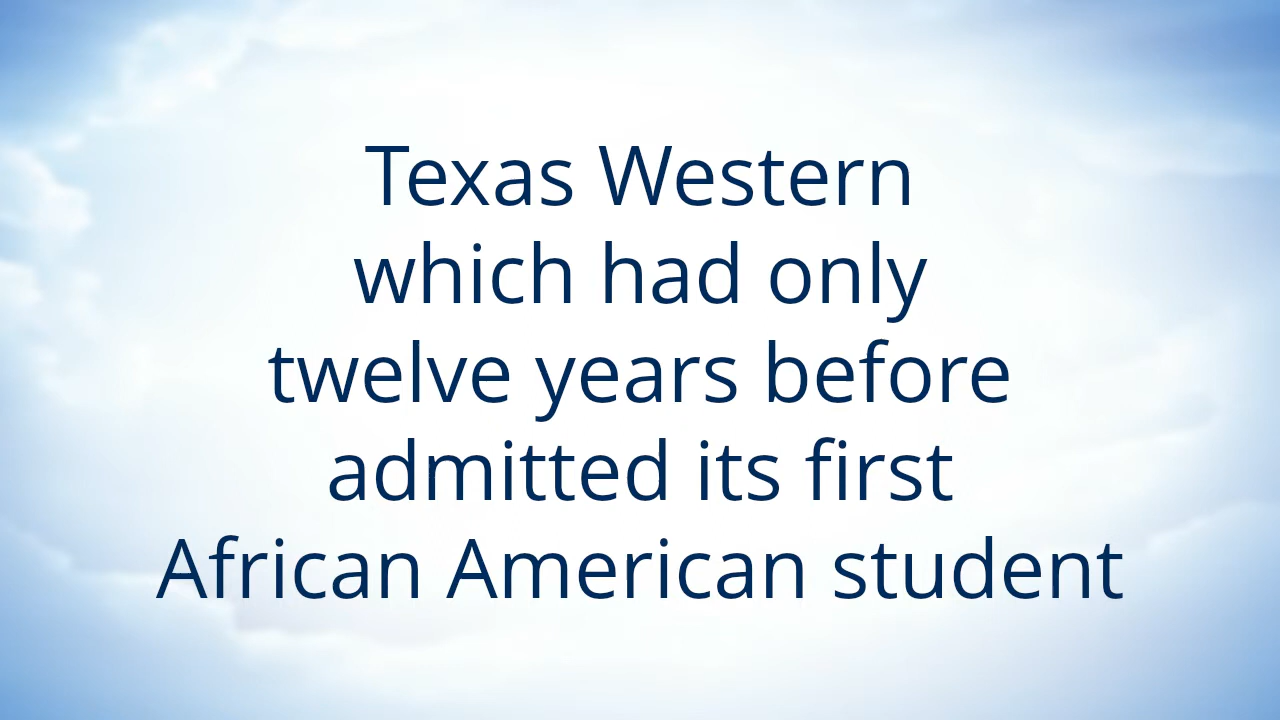 Texas Western
which had only
twelve years before
admitted its first
African American student